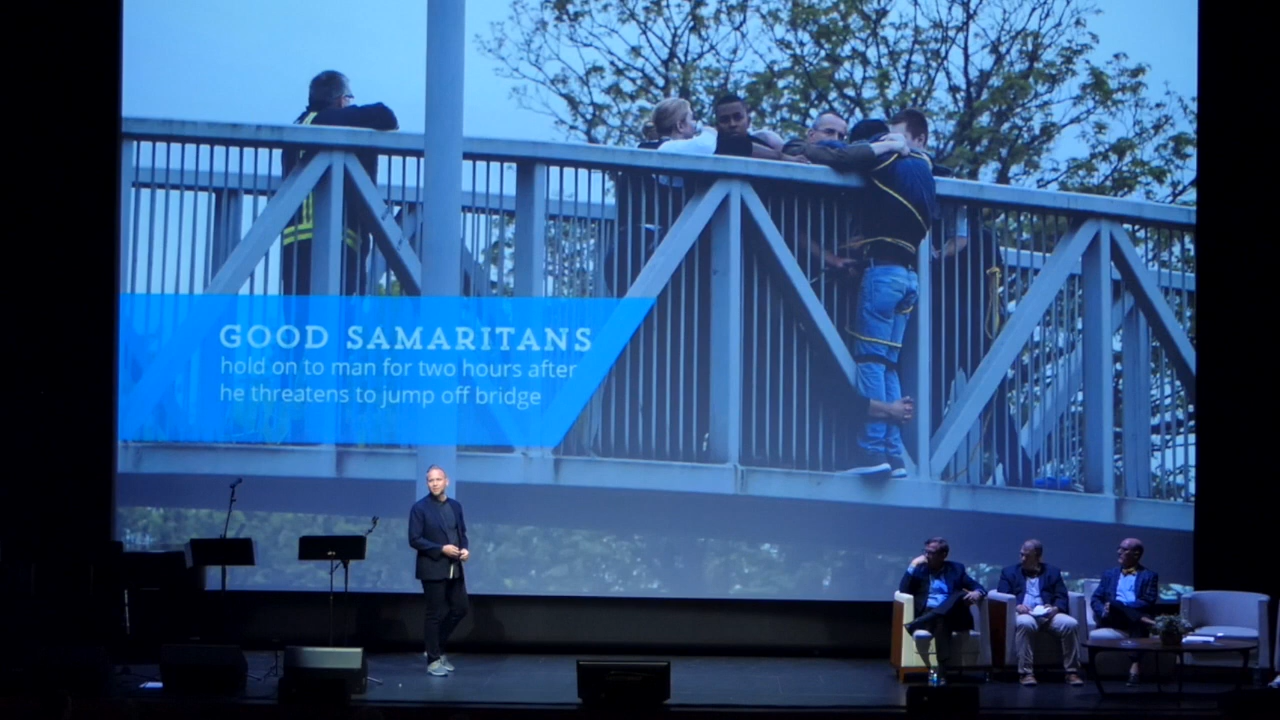 GOOD SAMARITANS
hold on to man for two hours after
he threatens to jump off bridge